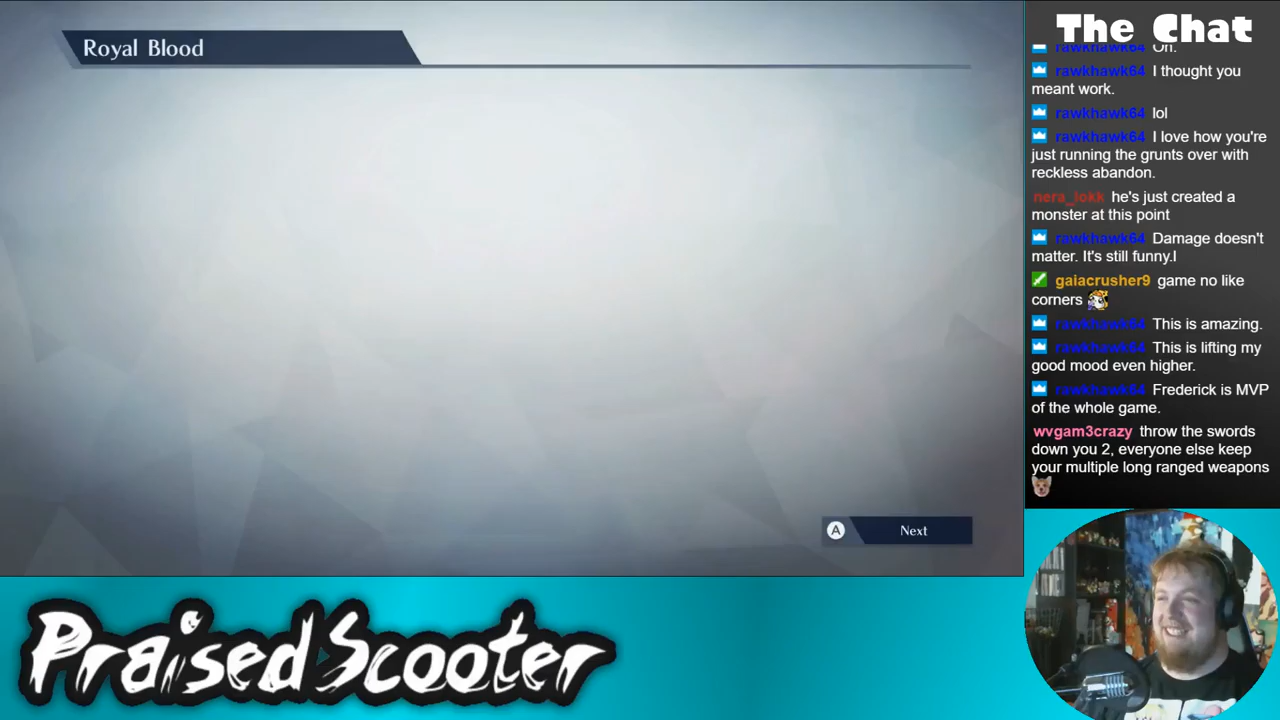 Royal Blood
A Next
PraisedScooter
The Chat
rawkhawk64 Oh.
rawkhawk64 I thought you
meant work.
rawkhawk64 lol
rawkhawk64 I love how you're
just running the grunts over with
reckless abandon.
nera_lokk he's just created a
monster at this point
rawkhawk64 Damage doesn't
matter. It's still funny.I
gaiacrusher9 game no like
corners
rawkhawk64 This is amazing.
rawkhawk64 This is lifting my
good mood even higher.
rawkhawk64 Frederick is MVP
of the whole game.
wvgam3crazy throw the swords
down you 2, everyone else keep
your multiple long ranged weapons